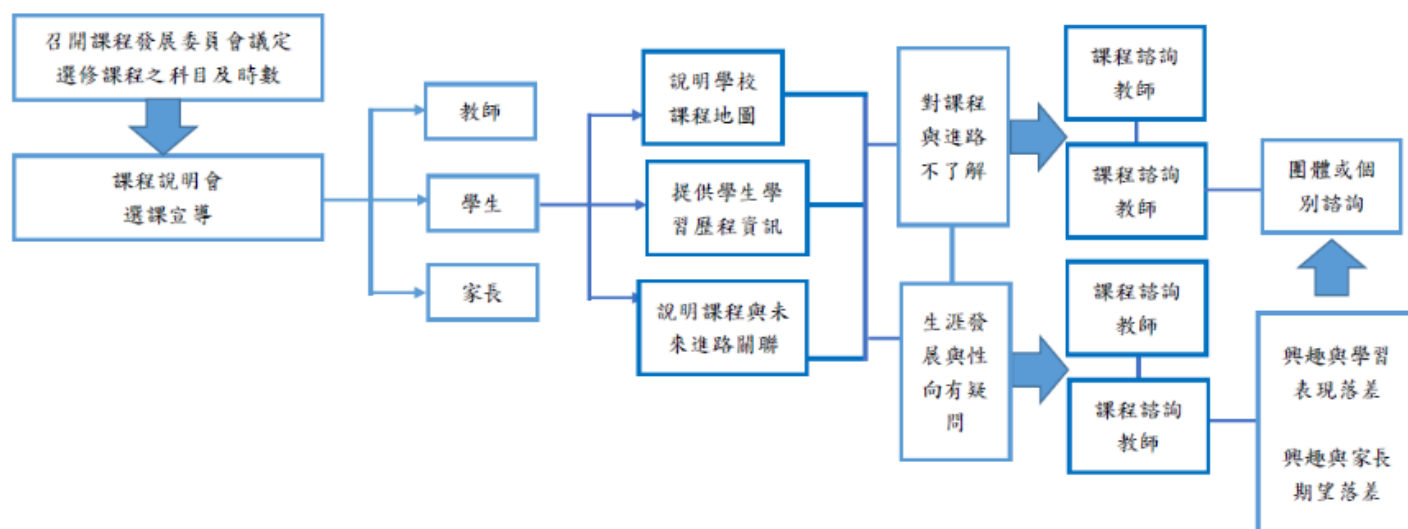 召開課程發展委員會議定
選修課程之科目及時數
課程說明會
選課宣導
教師
學生
家長
說明學校
課程地圖
提供學生學
習歷程資訊
說明課程與未
來進路關聯
對課程
與進路
不了解
生涯發
展與性
向有疑
問
課程諮詢
教師
課程諮詢
教師
課程諮詢
教師
課程諮詢
教師
團體或個
別諮詢
興趣與學習
表現落差
興趣與家長
期望落差